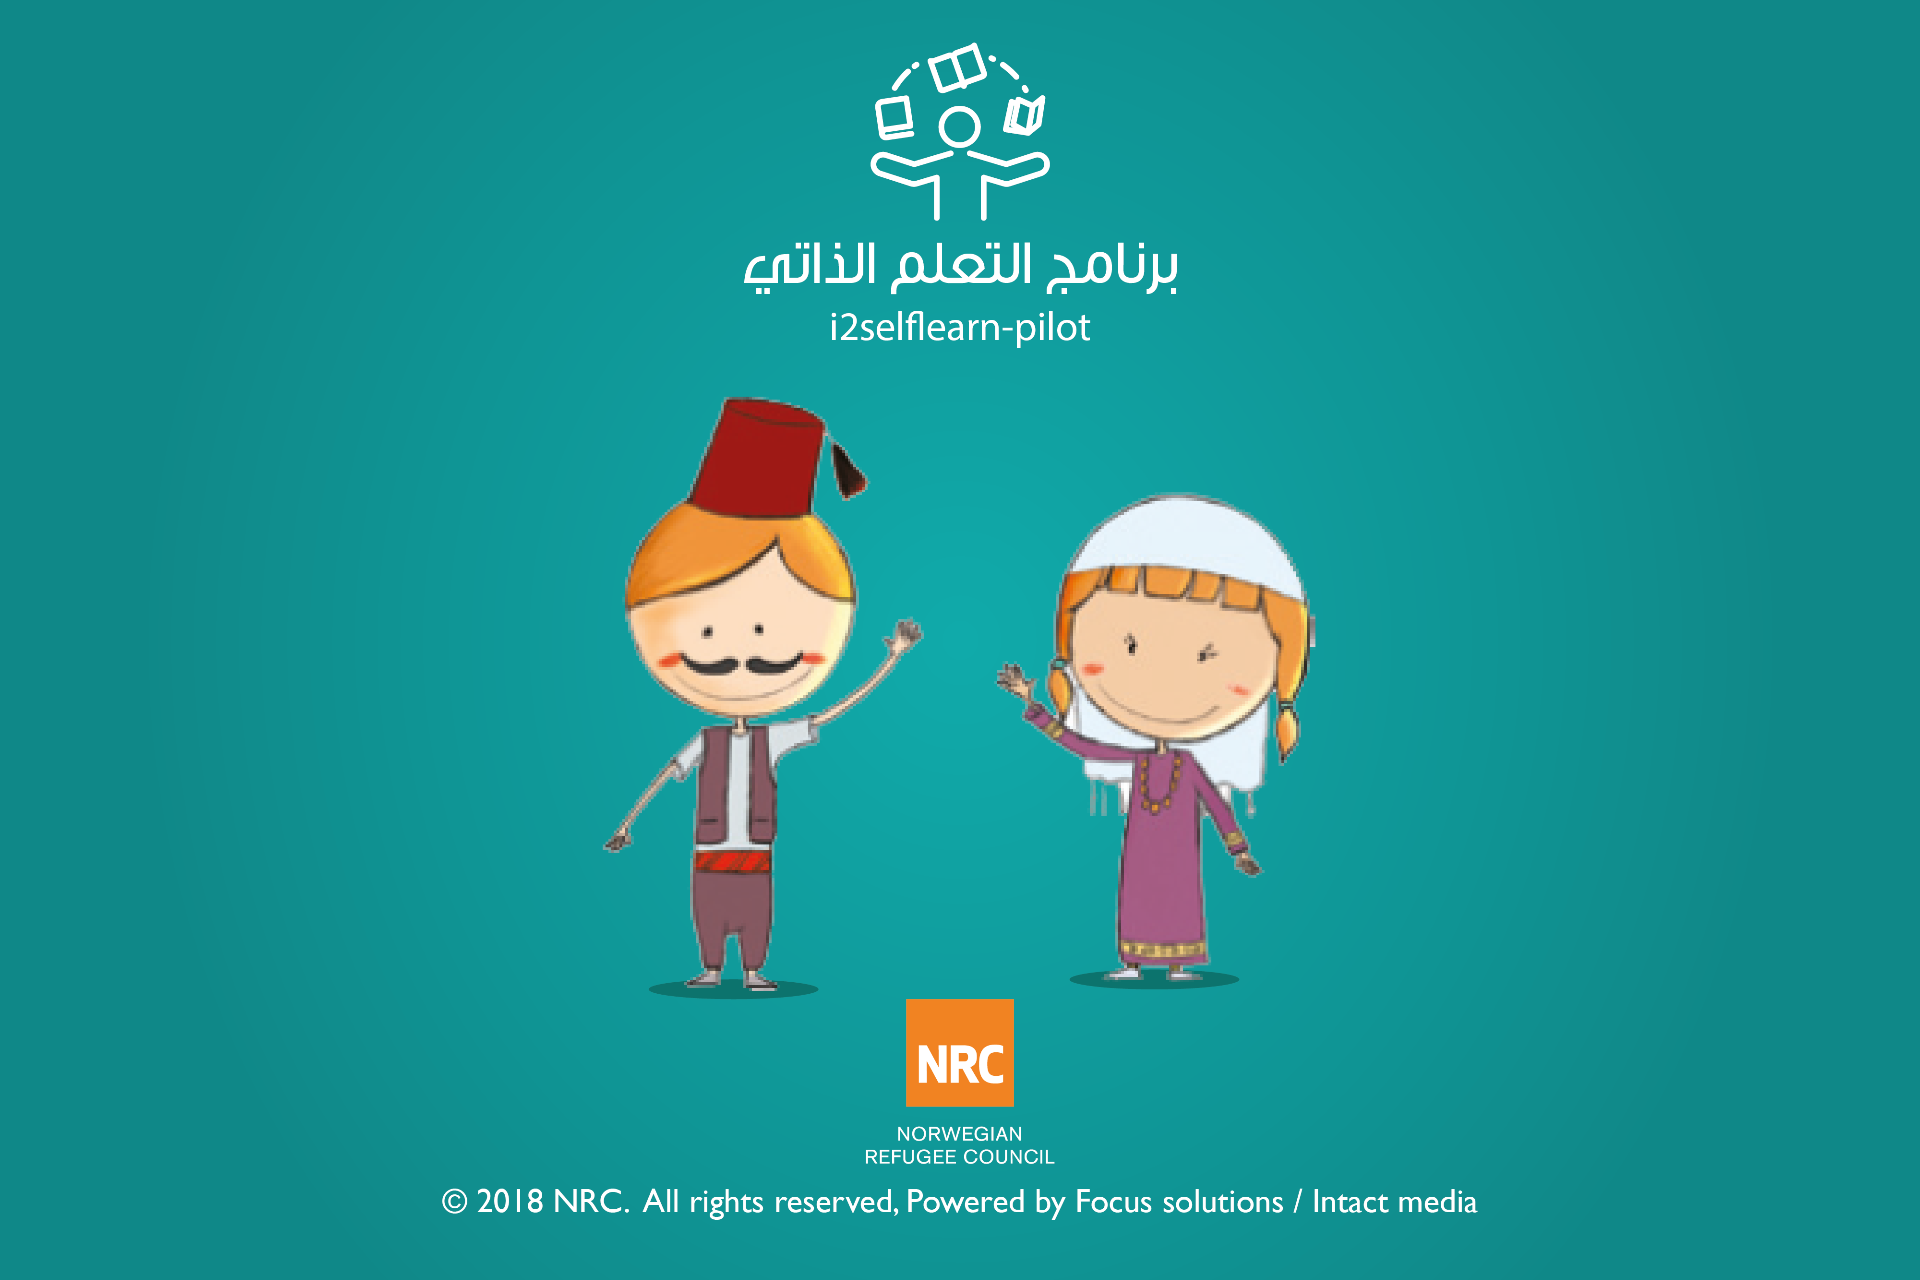 برنامج التعلم الذاتي
i2selflearn-pilot
NRC
NORWEGIAN
REFUGEE COUNCIL
© 2018 NRC. All rights reserved, Powered by Focus solutions / Intact media